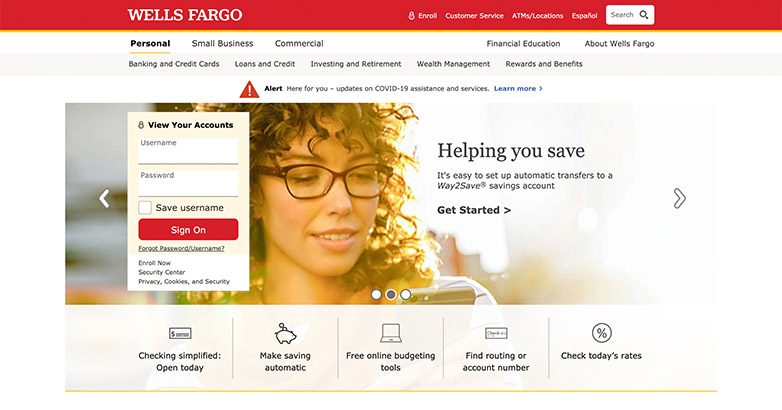 WELLS FARGO
Enroll Customer Service ATMs/Locations Español Search
Personal Small Business Commercial Financial Education About Wells Fargo
Banking and Credit Cards Loans and Credit Investing and Retirement Wealth Management Rewards and Benefits
Alert Here for you – updates on COVID-19 assistance and services. Learn more >
View Your Accounts
Username
Password
Save username
Sign On
Forgot Password/Username?
Enroll Now
Security Center
Privacy, Cookies, and Security
Helping you save
It's easy to set up automatic transfers to a
Way2Save® savings account
Get Started >
Checking simplified:
Open today
Make saving
automatic
Free online budgeting
tools
Find routing or
account number
Check today's rates